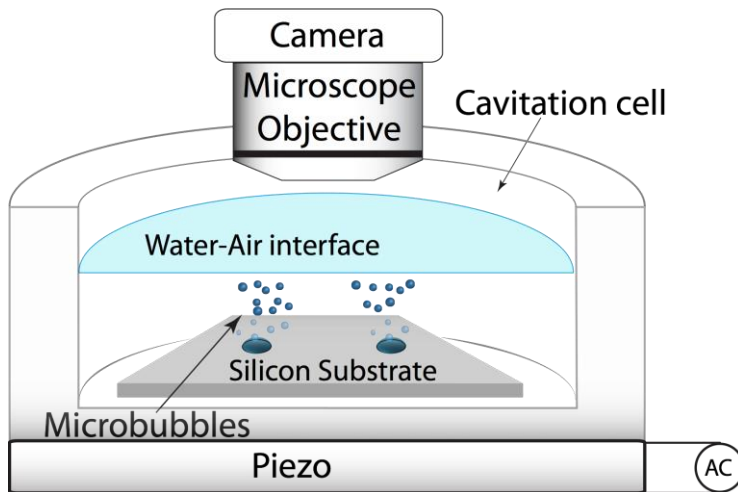 Camera
Microscope
Objective
Cavitation cell
Water-Air interface
Silicon Substrate
Microbubbles
Piezo
AC